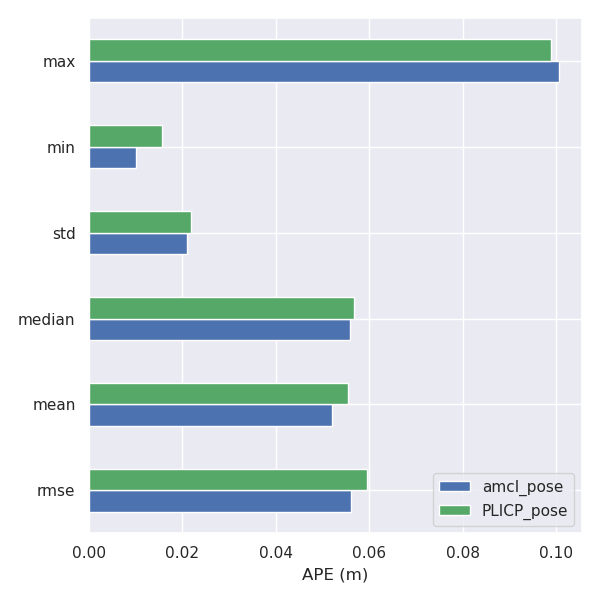 max
min
std
median
mean
rmse
amcl_pose
PLICP_pose
0.00 0.02 0.04 0.06 0.08 0.10
APE (m)